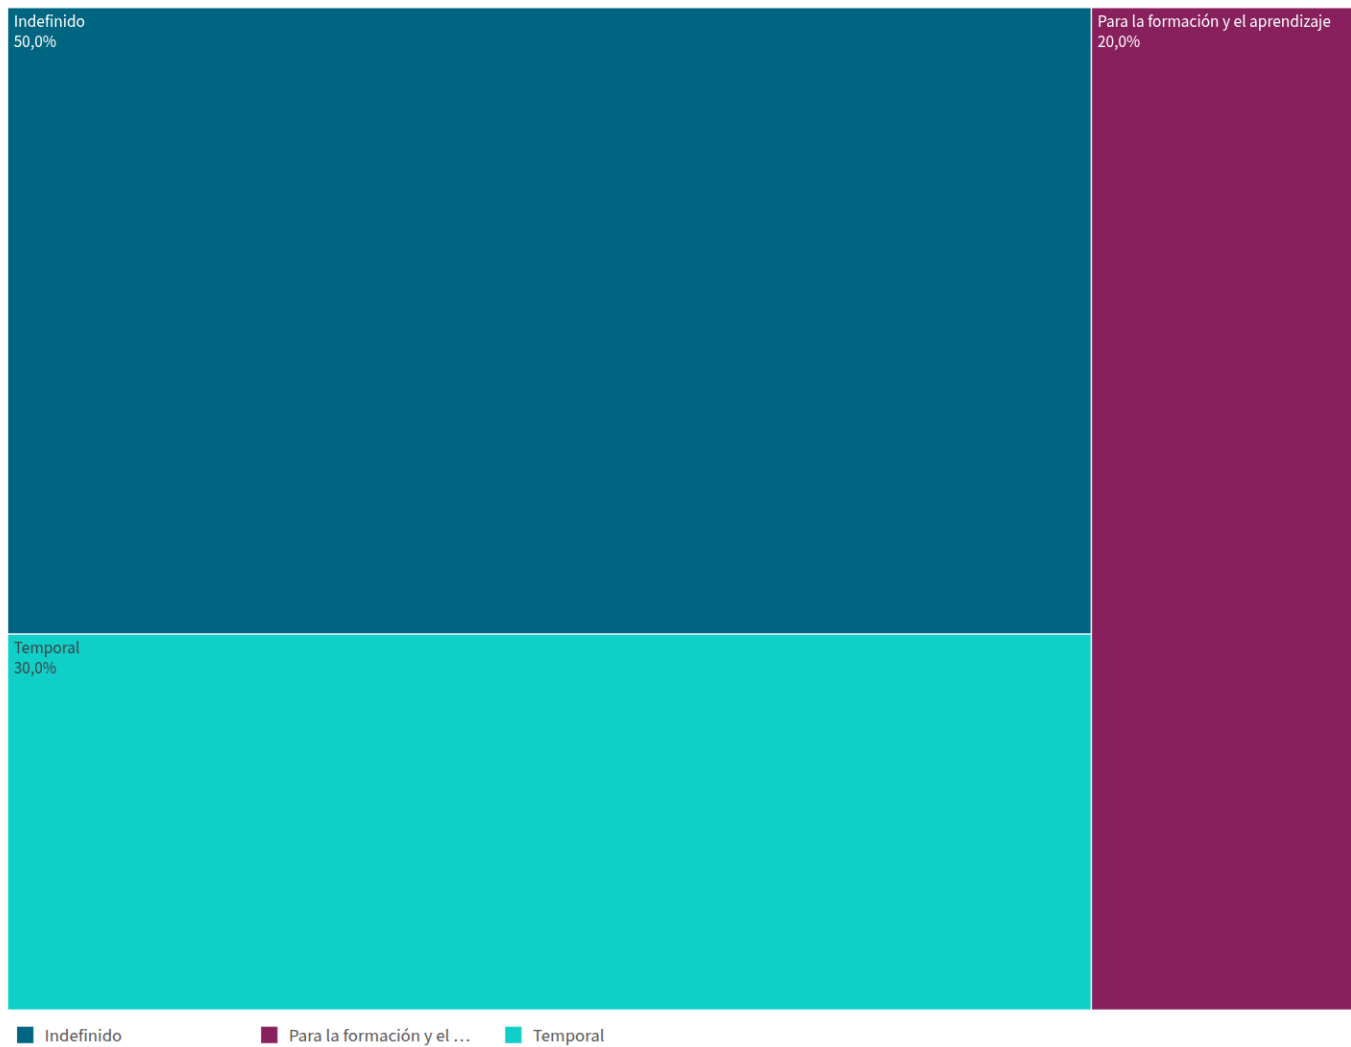 Indefinido
50,0%
Para la formación y el aprendizaje
20,0%
Temporal
30,0%
Indefinido
Para la formación y el …
Temporal